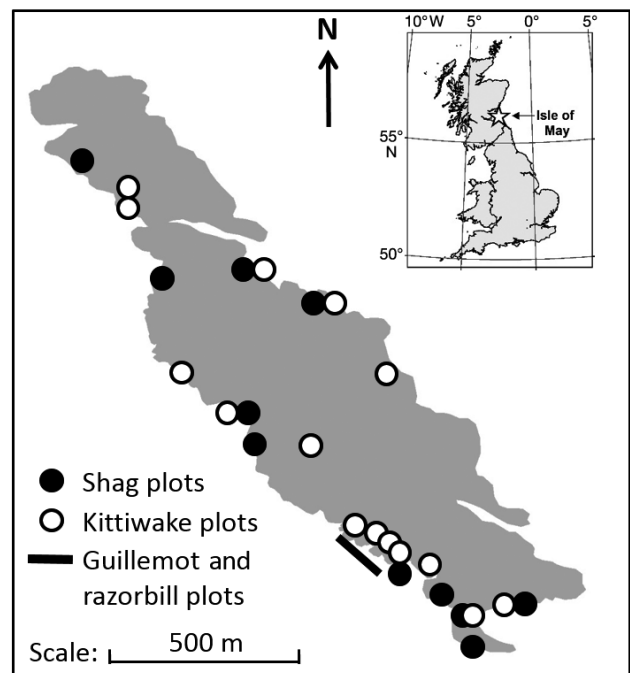 N
10°W 5° 0° 5°
Isle of
May
55°
N
50°
Shag plots
Kittiwake plots
Guillemot and
razorbill plots
Scale: 500 m